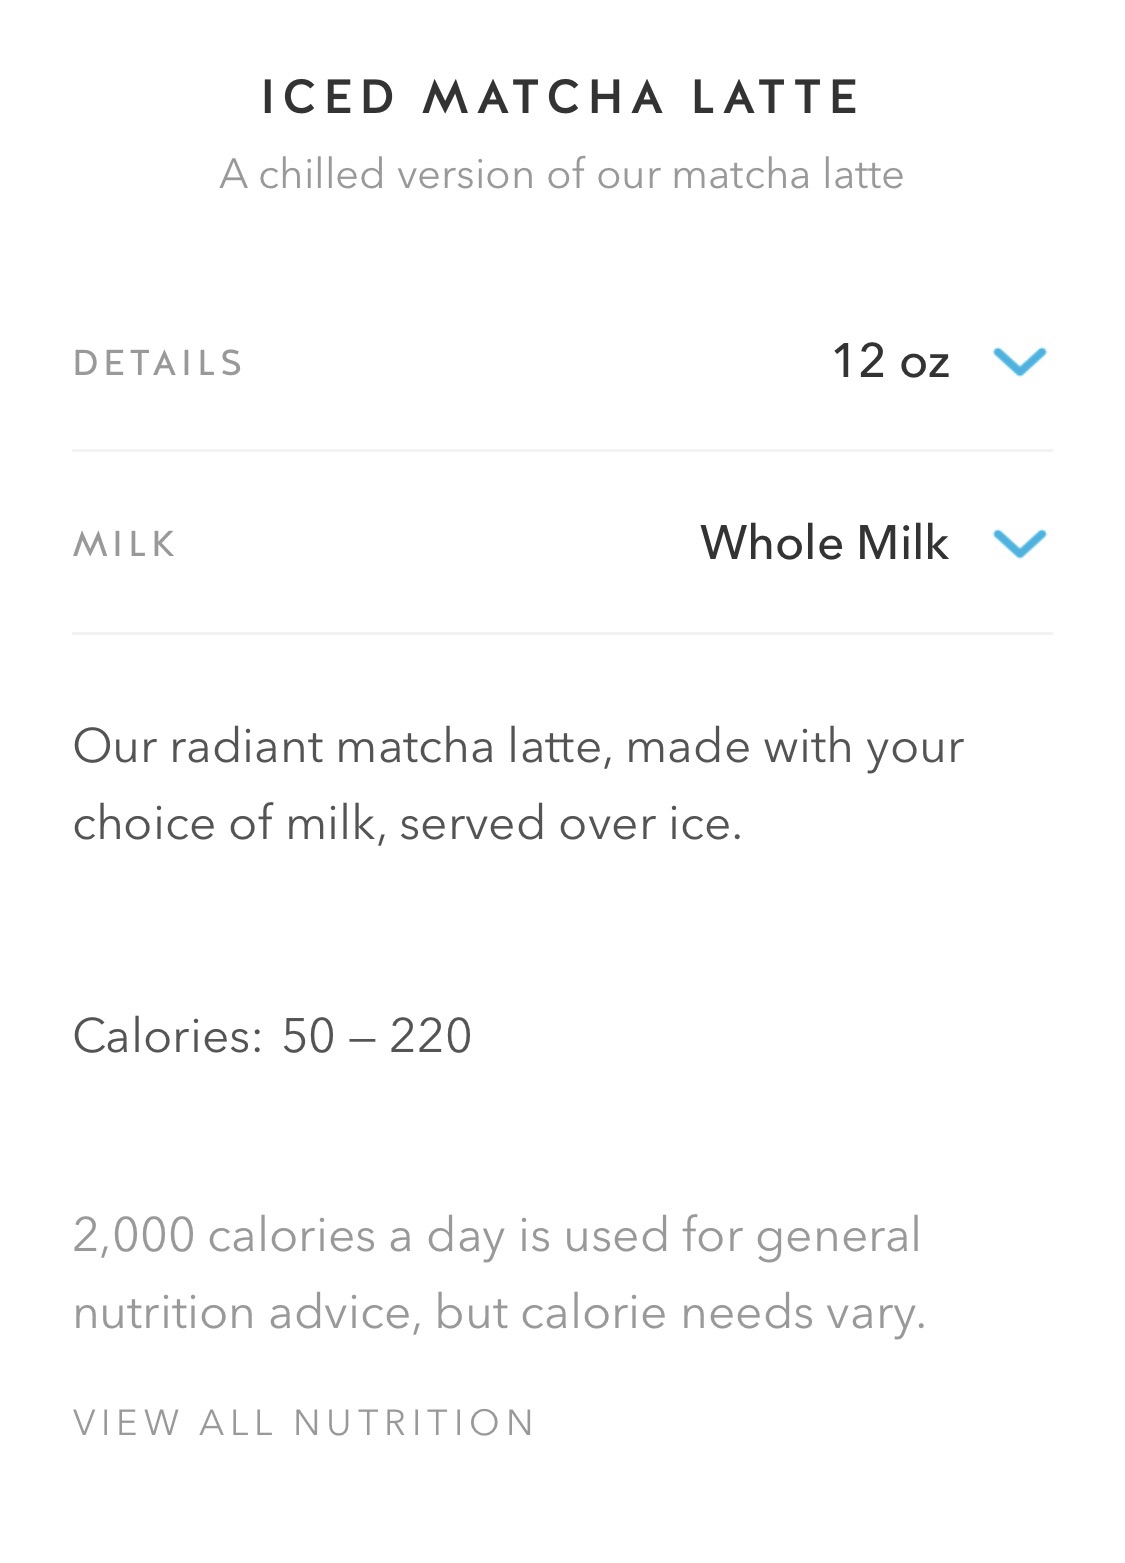 ICED MATCHA LATTE
A chilled version of our matcha latte
DETAILS 12 oz
MILK Whole Milk
Our radiant matcha latte, made with your
choice of milk, served over ice.
Calories: 50 – 220
2,000 calories a day is used for general
nutrition advice, but calorie needs vary.
VIEW ALL NUTRITION